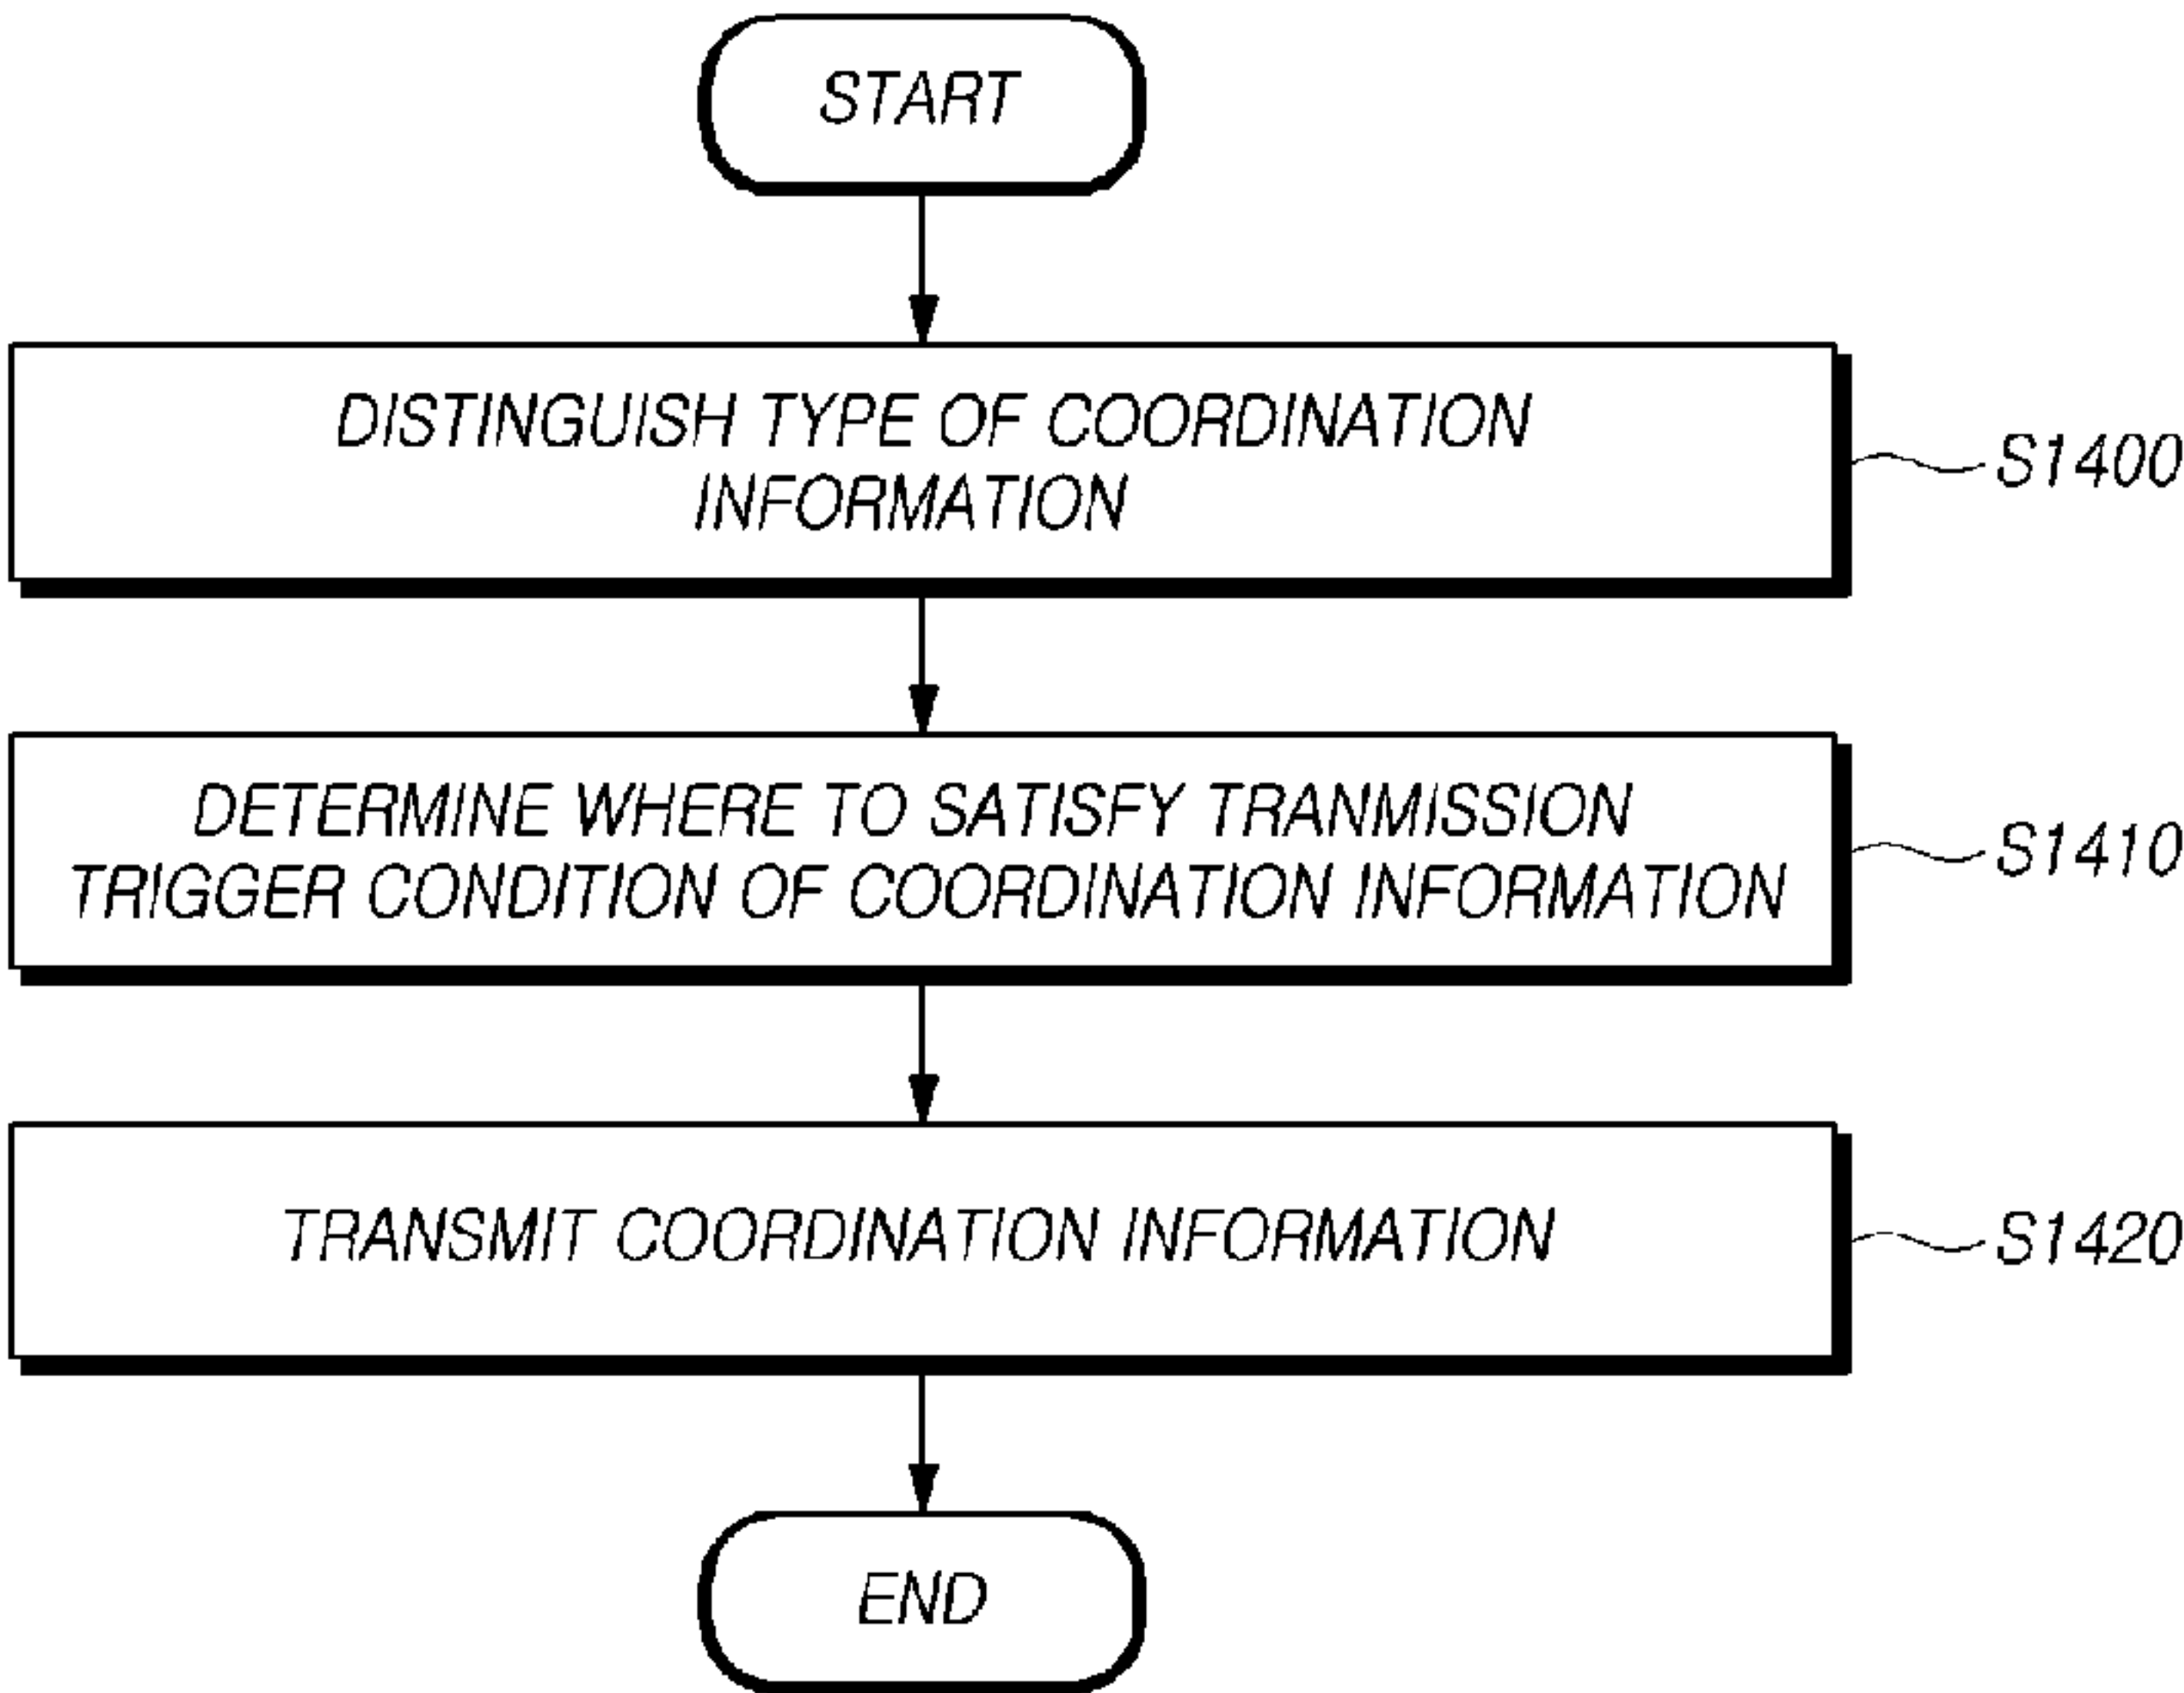 START
DISTINGUISH TYPE OF COORDINATION
INFORMATION
S1400
DETERMINE WHERE TO SATISFY TRANMISSION
TRIGGER CONDITION OF COORDINATION INFORMATION
S1410
TRANSMIT COORDINATION INFORMATION
S1420
END